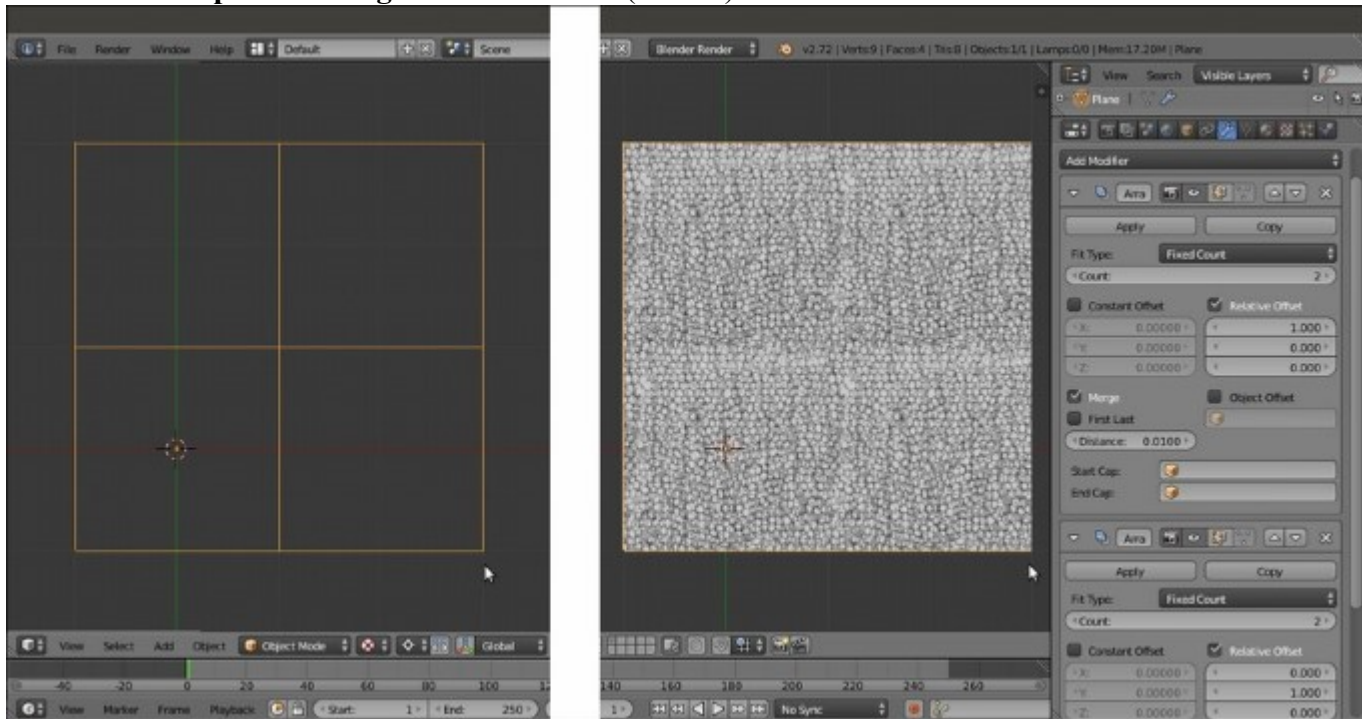 File Render Window Help Default Scene
Blender Render v2.72 | Verts:9 | Faces:4 | Tris:8 | Objects:1/1 | Lamps:0/0 | Mem:17.20M | Plane
View Search Visible Layers
Plane
Add Modifier
Arra
Apply Copy
Fit Type: Fixed Count
Count: 2
Constant Offset Relative Offset
X: 0.00000 1.000
Y: 0.00000 0.000
Z: 0.00000 0.000
Merge Object Offset
First Last
Distance: 0.0100
Start Cap:
End Cap:
Arra
Apply Copy
Fit Type: Fixed Count
Count: 2
Constant Offset Relative Offset
X: 0.00000 0.000
Y: 0.00000 1.000
Z: 0.00000 0.000
View Select Add Object Object Mode Global
-40 -20 0 20 40 60 80 100 140 160 180 200 220 240 260
View Marker Frame Playback Start: 1 End: 250 No Sync